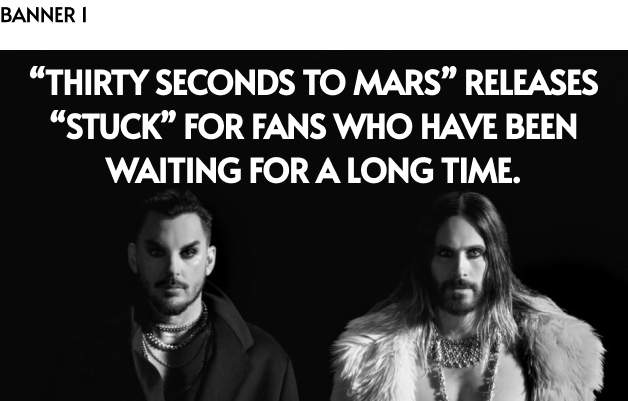 BANNER 1
“THIRTY SECONDS TO MARS” RELEASES
“STUCK” FOR FANS WHO HAVE BEEN
WAITING FOR A LONG TIME.